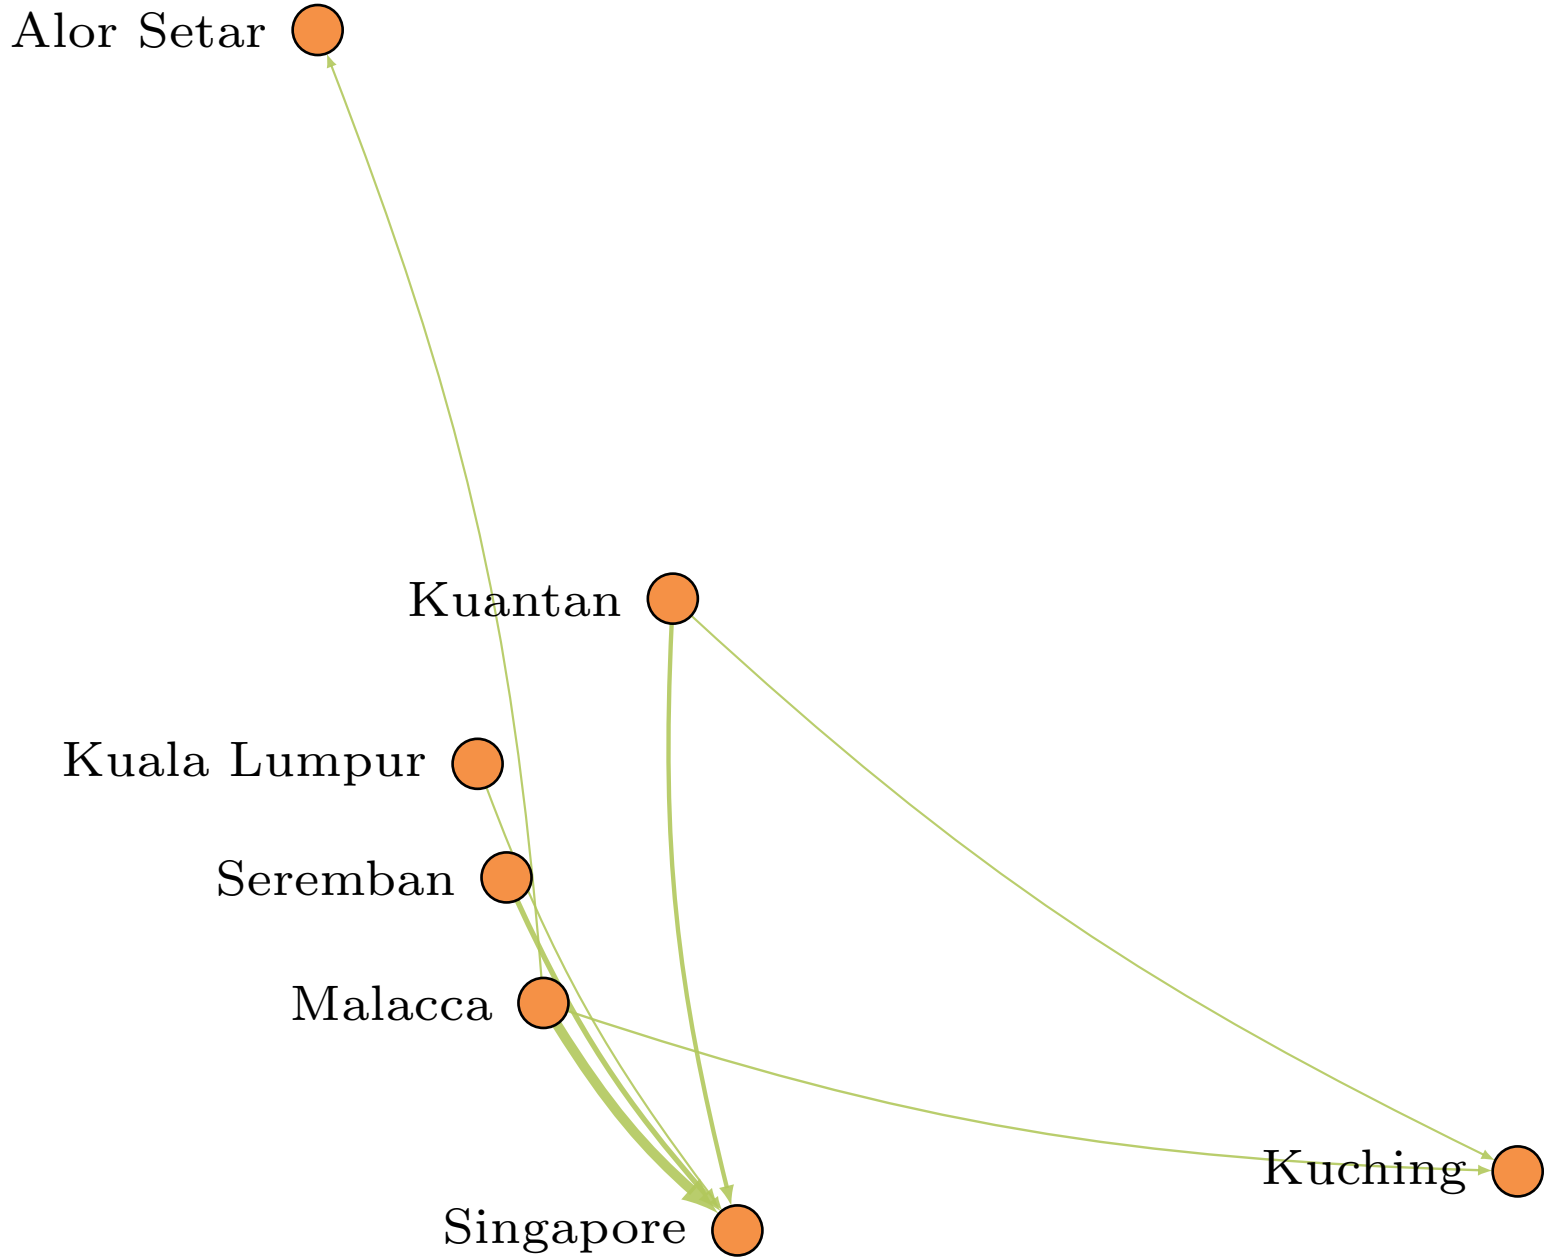 Alor Setar
Kuantan
Kuala Lumpur
Seremban
Malacca
Kuching
Singapore